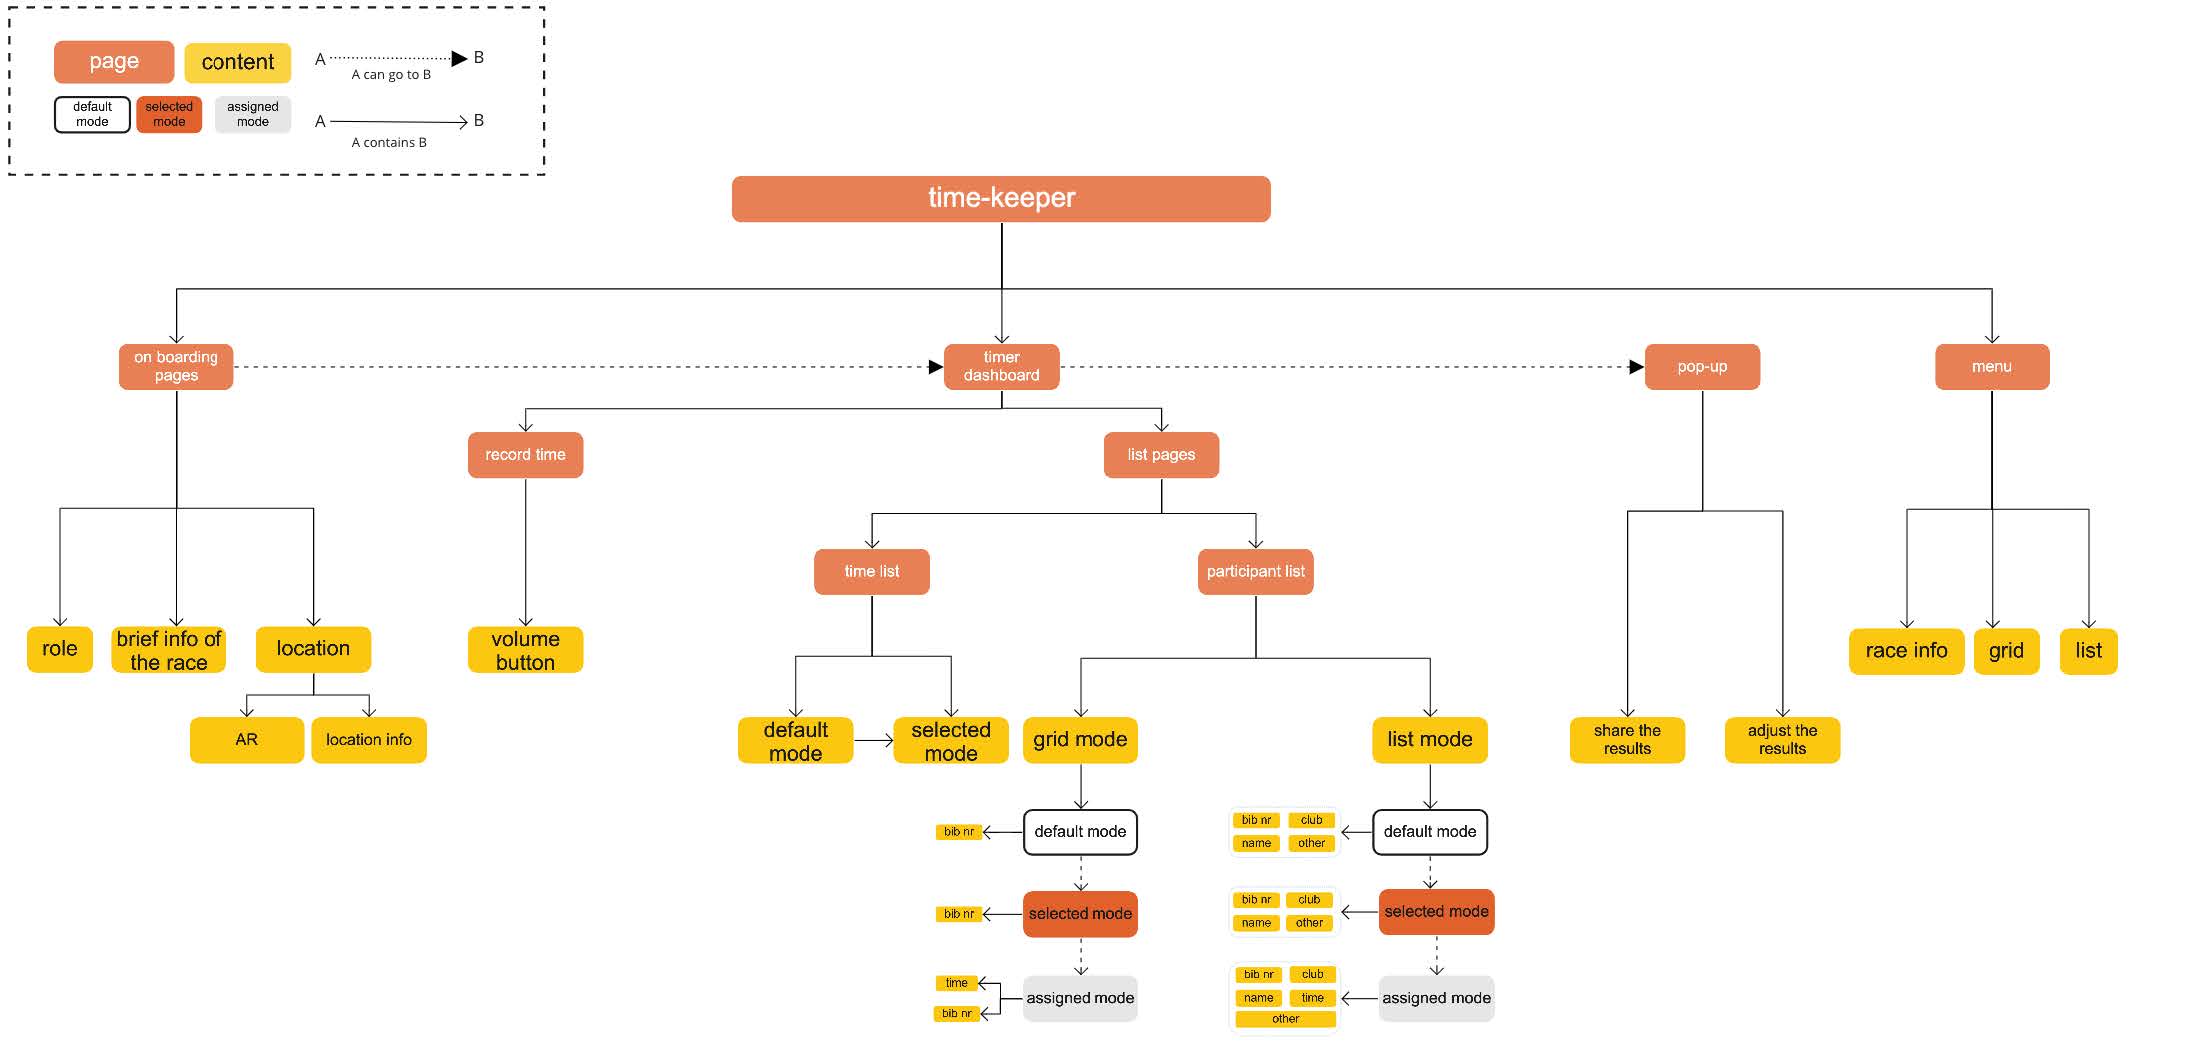 page
content
A
B
A can go to B
default
mode
selected
mode
assigned
mode
A
B
A contains B
time-keeper
on boarding
pages
timer
dashboard
pop-up
menu
record time
list pages
time list
participant list
role
brief info of
the race
location
volume
button
race info
grid
list
AR
location info
default
mode
selected
mode
grid mode
list mode
share the
results
adjust the
results
bib nr
default mode
bib nr
club
name
other
default mode
bib nr
selected mode
bib nr
club
name
other
selected mode
time
bib nr
assigned mode
bib nr
club
name
time
other
assigned mode